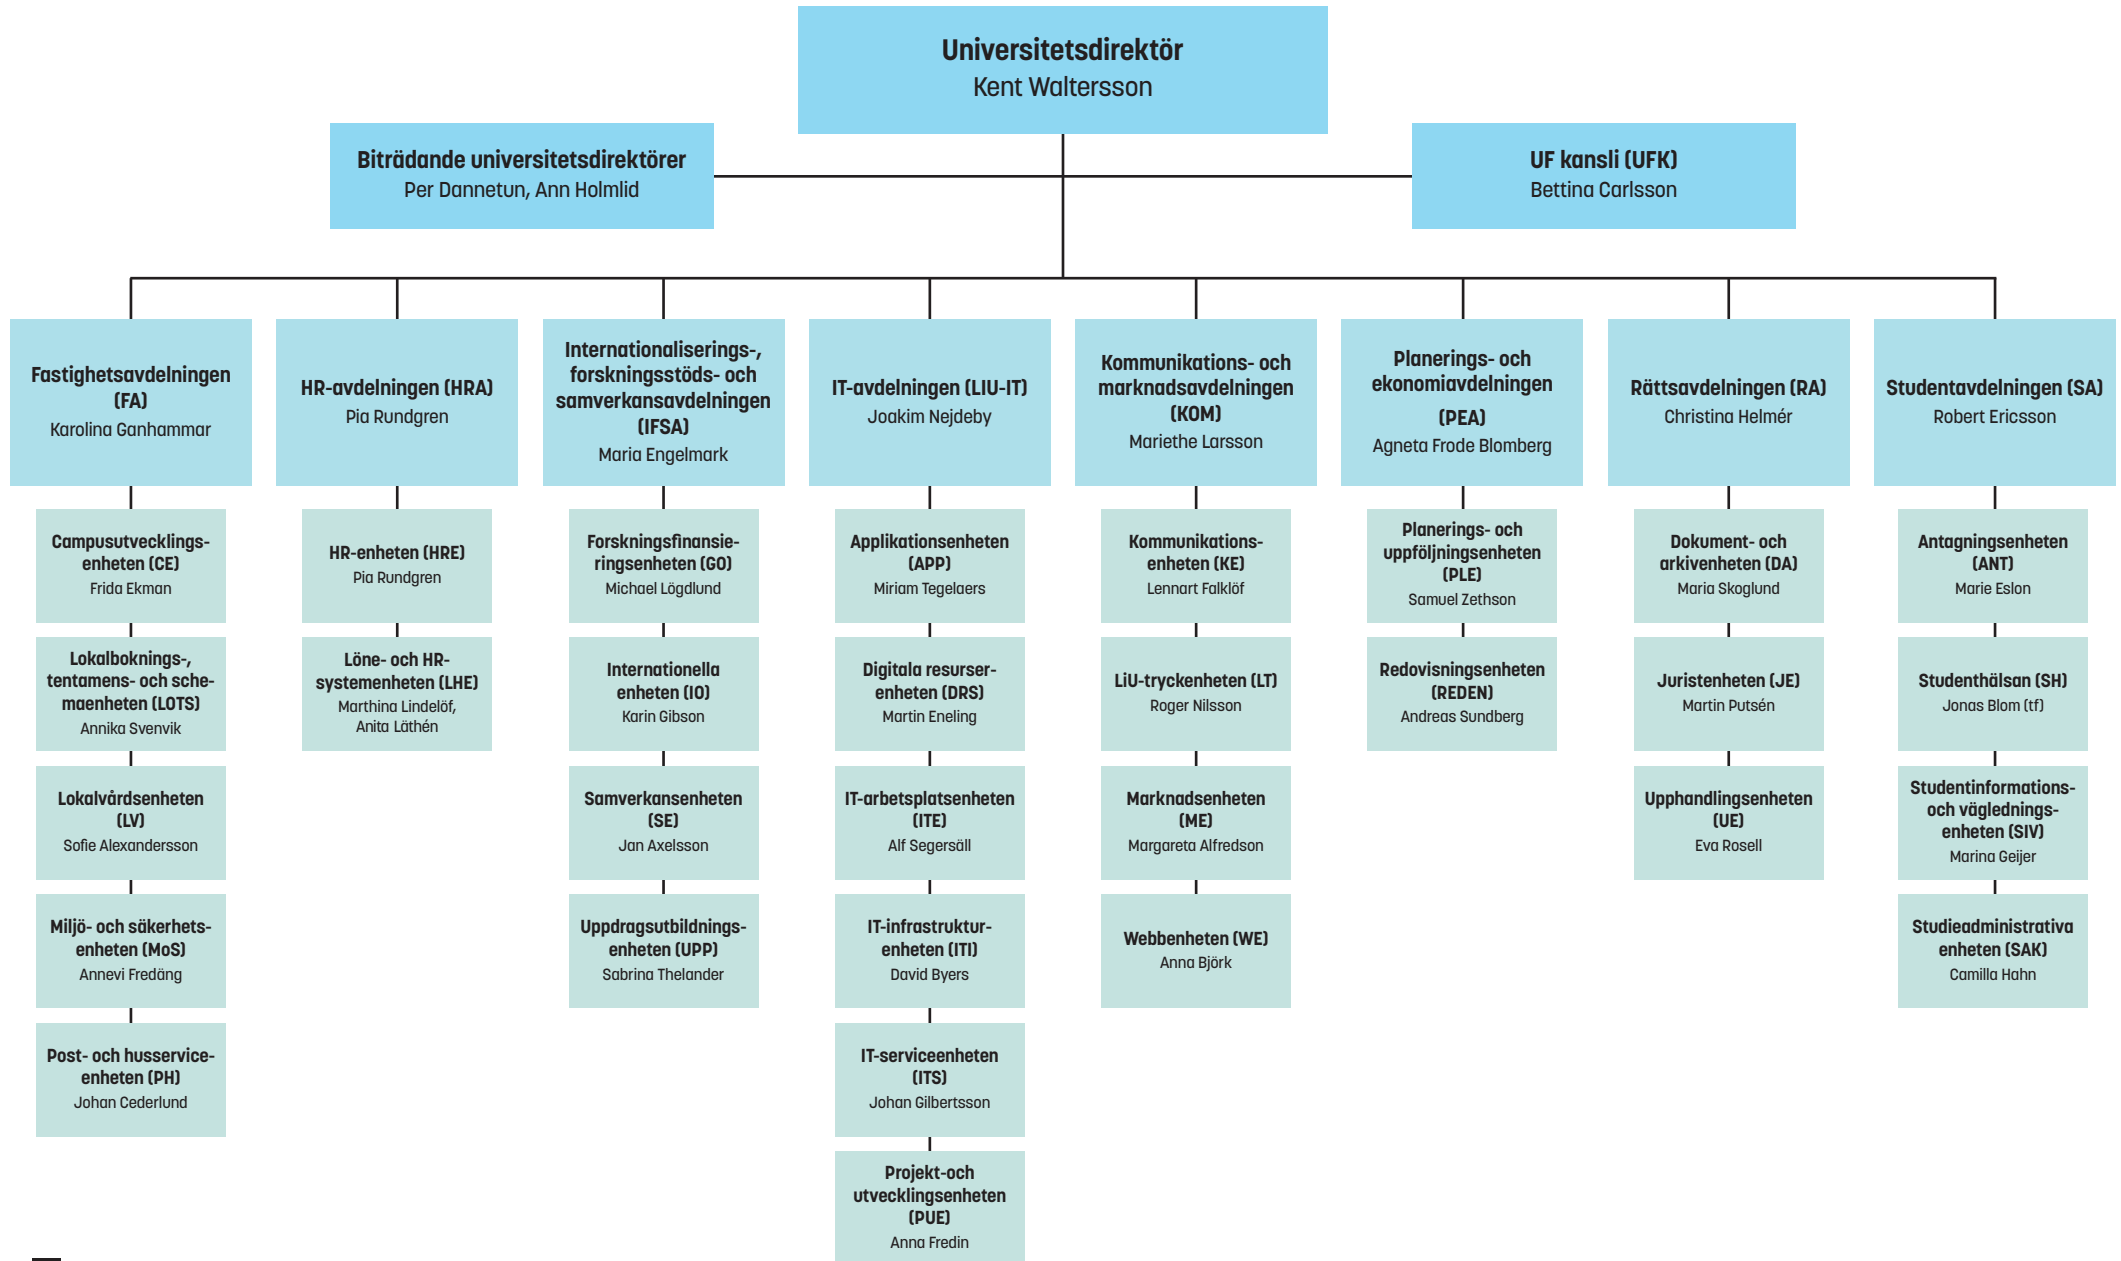 Universitetsdirektör
Kent Waltersson
Biträdande universitetsdirektörer
Per Dannetun, Ann Holmlid
UF kansli (UFK)
Bettina Carlsson
Fastighetsavdelningen
(FA)
Karolina Ganhammar
HR-avdelningen (HRA)
Pia Rundgren
Internationaliserings-,
forskningsstöds- och
samverkansavdelningen
(IFSA)
Maria Engelmark
IT-avdelningen (LIU-IT)
Joakim Nejdeby
Kommunikations- och
marknadsavdelningen
(KOM)
Mariethe Larsson
Planerings- och
ekonomiavdelningen
(PEA)
Agneta Frode Blomberg
Rättsavdelningen (RA)
Christina Helmér
Studentavdelningen (SA)
Robert Ericsson
Campusutvecklings-
enheten (CE)
Frida Ekman
Lokalboknings-,
tentamens- och sche-
maenheten (LOTS)
Annika Svenvik
Lokalvårdsenheten
(LV)
Sofie Alexandersson
Miljö- och säkerhets-
enheten (MoS)
Annevi Fredäng
Post- och husservice-
enheten (PH)
Johan Cederlund
HR-enheten (HRE)
Pia Rundgren
Löne- och HR-
systemenheten (LHE)
Marthina Lindelöf,
Anita Läthén
Forskningsfinansie-
ringsenheten (GO)
Michael Lögdlund
Internationella
enheten (IO)
Karin Gibson
Samverkansenheten
(SE)
Jan Axelsson
Uppdragsutbildnings-
enheten (UPP)
Sabrina Thelander
Applikationsenheten
(APP)
Miriam Tegelaers
Digitala resurser-
enheten (DRS)
Martin Eneling
IT-arbetsplatsenheten
(ITE)
Alf Segersäll
IT-infrastruktur-
enheten (ITI)
David Byers
IT-serviceenheten
(ITS)
Johan Gilbertsson
Projekt-och
utvecklingsenheten
(PUE)
Anna Fredin
Kommunikations-
enheten (KE)
Lennart Falklöf
LiU-tryckenheten (LT)
Roger Nilsson
Marknadsenheten
(ME)
Margareta Alfredson
Webbenheten (WE)
Anna Björk
Planerings- och
uppföljningsenheten
(PLE)
Samuel Zethson
Redovisningsenheten
(REDEN)
Andreas Sundberg
Dokument- och
arkivenheten (DA)
Maria Skoglund
Juristenheten (JE)
Martin Putsén
Upphandlingsenheten
(UE)
Eva Rosell
Antagningsenheten
(ANT)
Marie Eslon
Studenthälsan (SH)
Jonas Blom (tf)
Studentinformations-
och väglednings-
enheten (SIV)
Marina Geijer
Studieadministrativa
enheten (SAK)
Camilla Hahn